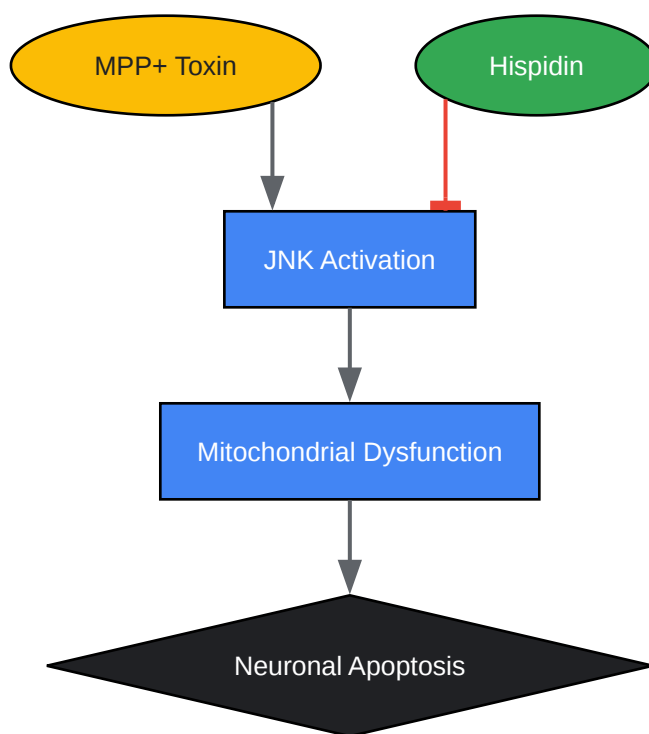 MPP+ Toxin
Hispidin
JNK Activation
Mitochondrial Dysfunction
Neuronal Apoptosis